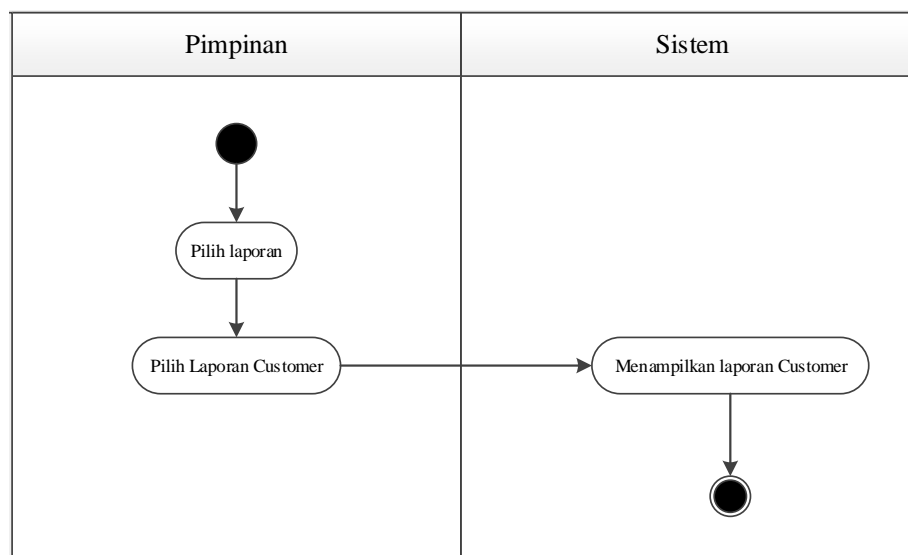 Pimpinan
Sistem
Pilih laporan
Pilih Laporan Customer
Menampilkan laporan Customer